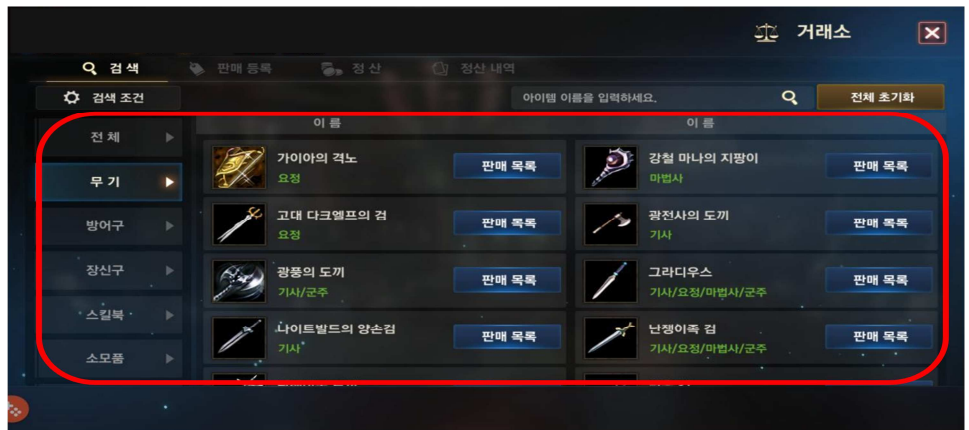 거래소
검색 판매 등록 정산 정산 내역
검색 조건 아이템 이름을 입력하세요. 전체 초기화
이름 이름
전체
무기
방어구
장신구
스킬북
소모품
가이아의 격노 판매 목록
요정
강철 마나의 지팡이 판매 목록
마법사
고대 다크엘프의 검 판매 목록
요정
광전사의 도끼 판매 목록
기사
광풍의 도끼 판매 목록
기사/군주
그라디우스 판매 목록
기사/요정/마법사/군주
나이트발드의 양손검 판매 목록
기사
난쟁이족 검 판매 목록
기사/요정/마법사/군주